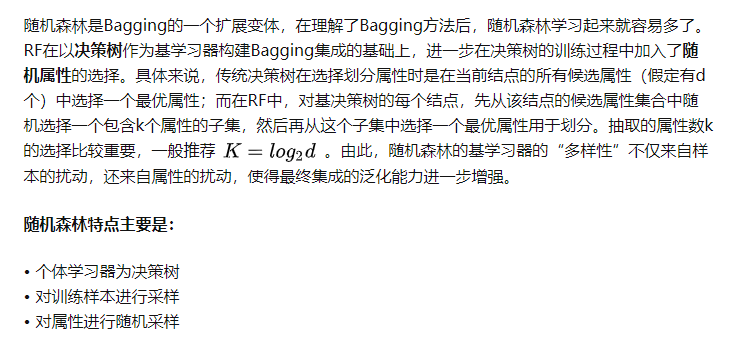 随机森林是Bagging的一个扩展变体，在理解了Bagging方法后，随机森林学习起来就容易多了。
RF在以决策树作为基学习器构建Bagging集成的基础上，进一步在决策树的训练过程中加入了随
机属性的选择。具体来说，传统决策树在选择划分属性时是在当前结点的所有候选属性（假定有d
个）中选择一个最优属性；而在RF中，对基决策树的每个结点，先从该结点的候选属性集合中随
机选择一个包含k个属性的子集，然后再从这个子集中选择一个最优属性用于划分。抽取的属性数k
的选择比较重要，一般推荐 K = log₂d 。由此，随机森林的基学习器的“多样性”不仅来自样
本的扰动，还来自属性的扰动，使得最终集成的泛化能力进一步增强。
随机森林特点主要是：
• 个体学习器为决策树
• 对训练样本进行采样
• 对属性进行随机采样